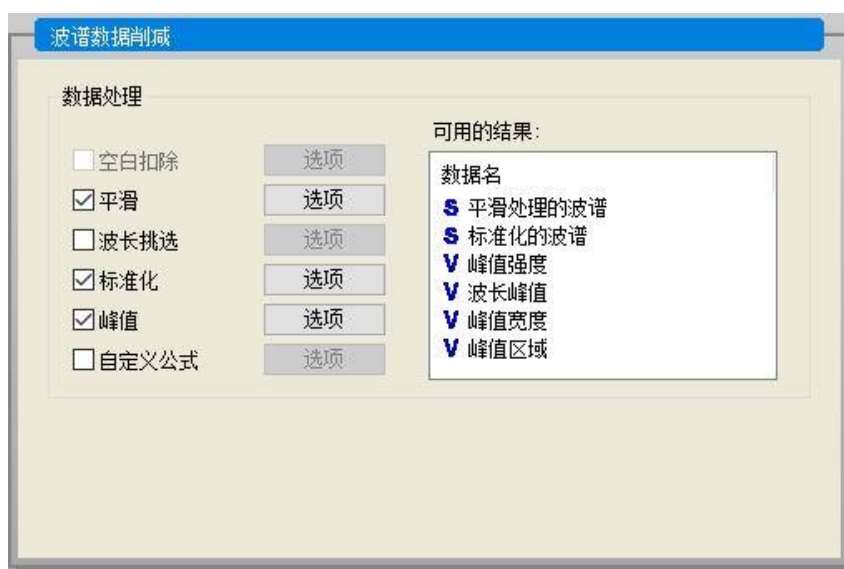 波谱数据削减
数据处理
空白扣除 选项
平滑 选项
波长挑选 选项
标准化 选项
峰值 选项
自定义公式 选项
可用的结果:
数据名
S 平滑处理的波谱
S 标准化的波谱
V 峰值强度
V 波长峰值
V 峰值宽度
V 峰值区域